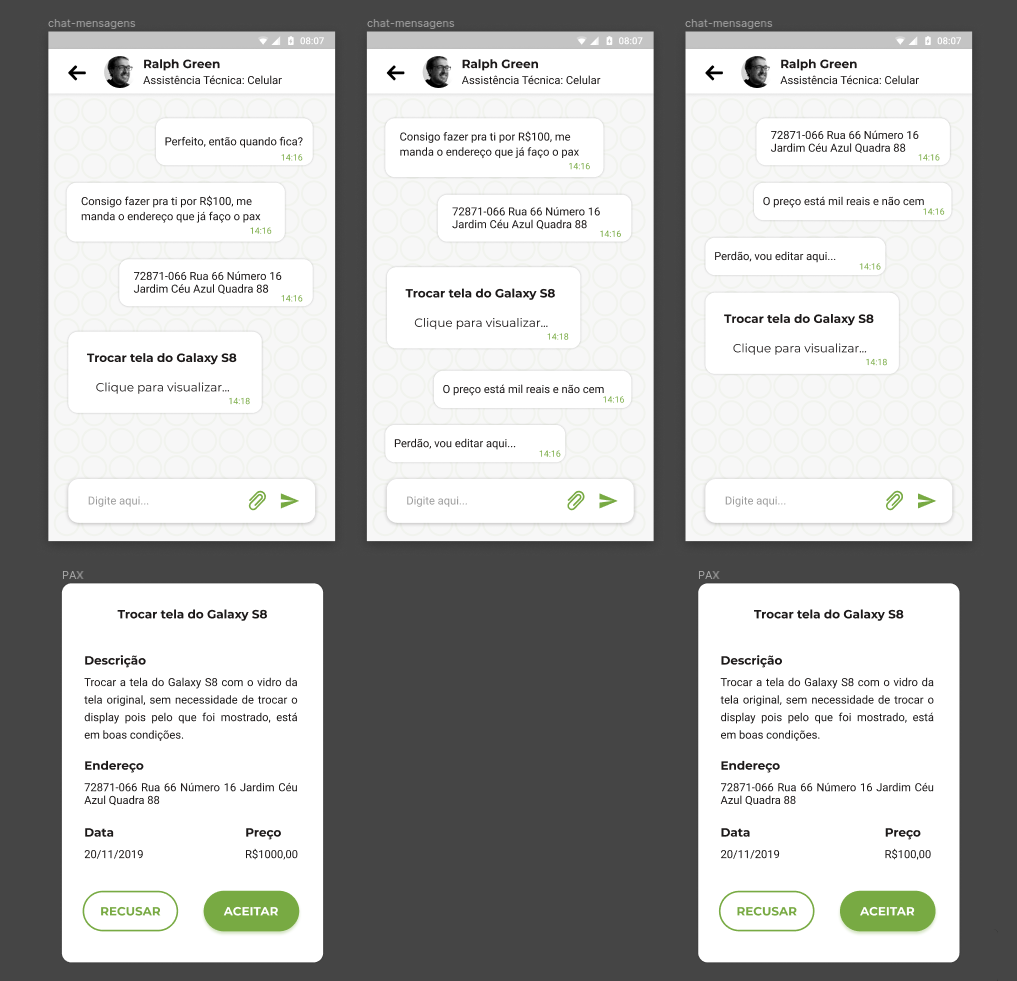 chat-mensagens
08:07
Ralph Green
Assistência Técnica: Celular
Perfeito, então quando fica?
14:16
Consigo fazer pra ti por R$100, me
manda o endereço que já faço o pax
14:16
72871-066 Rua 66 Número 16
Jardim Céu Azul Quadra 88
14:16
Trocar tela do Galaxy S8
Clique para visualizar...
14:18
Digite aqui...
chat-mensagens
08:07
Ralph Green
Assistência Técnica: Celular
Consigo fazer pra ti por R$100, me
manda o endereço que já faço o pax
14:16
72871-066 Rua 66 Número 16
Jardim Céu Azul Quadra 88
14:16
Trocar tela do Galaxy S8
Clique para visualizar...
14:18
O preço está mil reais e não cem
14:16
Perdão, vou editar aqui...
14:16
Digite aqui...
chat-mensagens
08:07
Ralph Green
Assistência Técnica: Celular
72871-066 Rua 66 Número 16
Jardim Céu Azul Quadra 88
14:16
O preço está mil reais e não cem
14:16
Perdão, vou editar aqui...
14:16
Trocar tela do Galaxy S8
Clique para visualizar...
14:18
Digite aqui...
PAX
Trocar tela do Galaxy S8
Descrição
Trocar a tela do Galaxy S8 com o vidro da
tela original, sem necessidade de trocar o
display pois pelo que foi mostrado, está
em boas condições.
Endereço
72871-066 Rua 66 Número 16 Jardim Céu
Azul Quadra 88
Data Preço
20/11/2019 R$1000,00
RECUSAR ACEITAR
PAX
Trocar tela do Galaxy S8
Descrição
Trocar a tela do Galaxy S8 com o vidro da
tela original, sem necessidade de trocar o
display pois pelo que foi mostrado, está
em boas condições.
Endereço
72871-066 Rua 66 Número 16 Jardim Céu
Azul Quadra 88
Data Preço
20/11/2019 R$100,00
RECUSAR ACEITAR